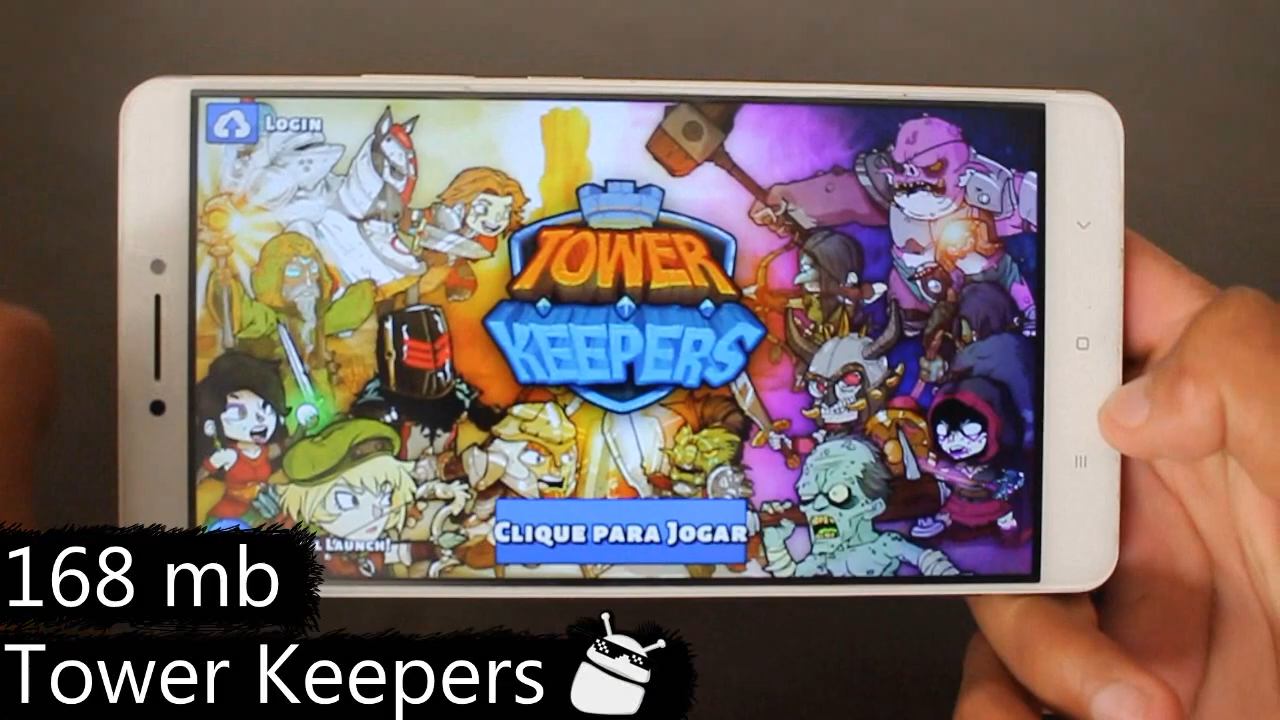 LOGIN
TOWER
KEEPERS
CLIQUE PARA JOGAR
LAUNCH!
168 mb
Tower Keepers